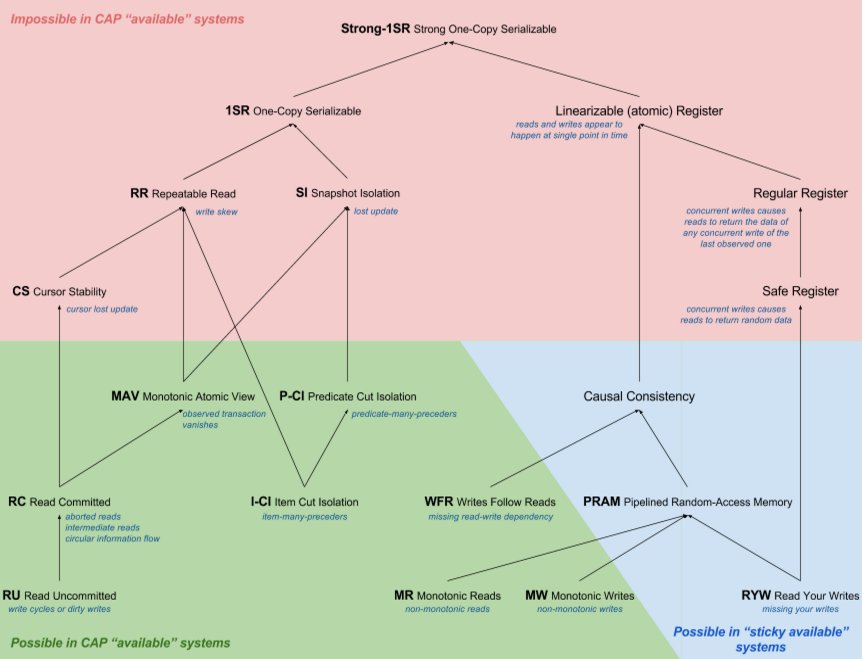 Impossible in CAP “available” systems
Strong-1SR Strong One-Copy Serializable
1SR One-Copy Serializable
Linearizable (atomic) Register
reads and writes appear to
happen at single point in time
RR Repeatable Read
write skew
SI Snapshot Isolation
lost update
Regular Register
concurrent writes causes
reads to return the data of
any concurrent write of the
last observed one
CS Cursor Stability
cursor lost update
Safe Register
concurrent writes causes
reads to return random data
MAV Monotonic Atomic View
observed transaction
vanishes
P-CI Predicate Cut Isolation
predicate-many-preceders
Causal Consistency
RC Read Committed
aborted reads
intermediate reads
circular information flow
I-CI Item Cut Isolation
item-many-preceders
WFR Writes Follow Reads
missing read-write dependency
PRAM Pipelined Random-Access Memory
RU Read Uncommitted
write cycles or dirty writes
MR Monotonic Reads
non-monotonic reads
MW Monotonic Writes
non-monotonic writes
RYW Read Your Writes
missing your writes
Possible in CAP “available” systems
Possible in “sticky available”
systems